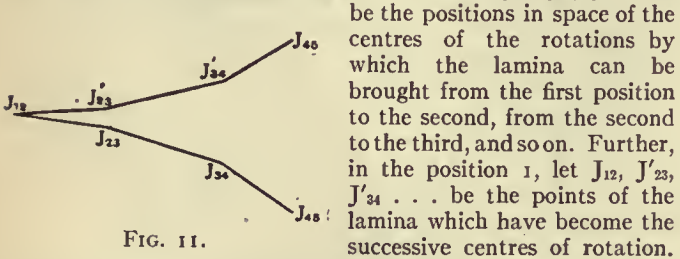 be the positions in space of the
centres of the rotations by
which the lamina can be
brought from the first position
to the second, from the second
to the third, and so on. Further,
in the position 1, let J₁₂, J′₂₃,
J′₃₄ . . . be the points of the
lamina which have become the
successive centres of rotation.
J₁₂
J′₂₃
J′₃₄
J₄₅
J₂₃
J₃₄
J₄₅
Fig. 11.